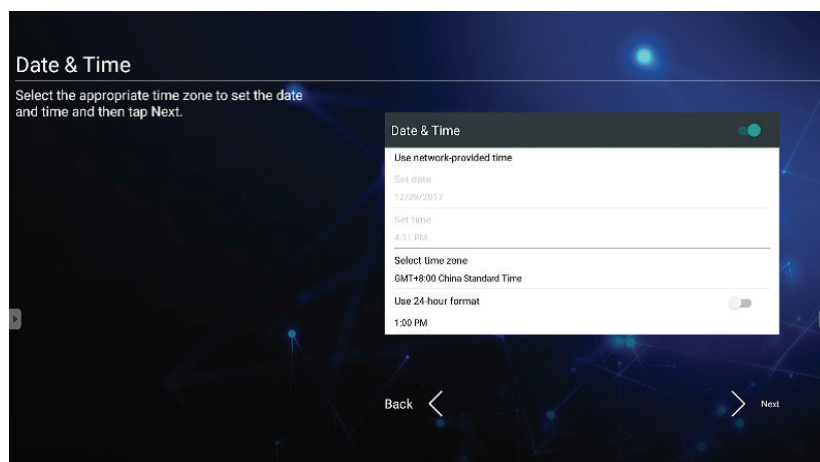 Date & Time
Select the appropriate time zone to set the date
and time and then tap Next.
Date & Time
Use network-provided time
Set date
12/29/2017
Set time
4:31 PM
Select time zone
GMT+8:00 China Standard Time
Use 24-hour format
1:00 PM
Back
Next